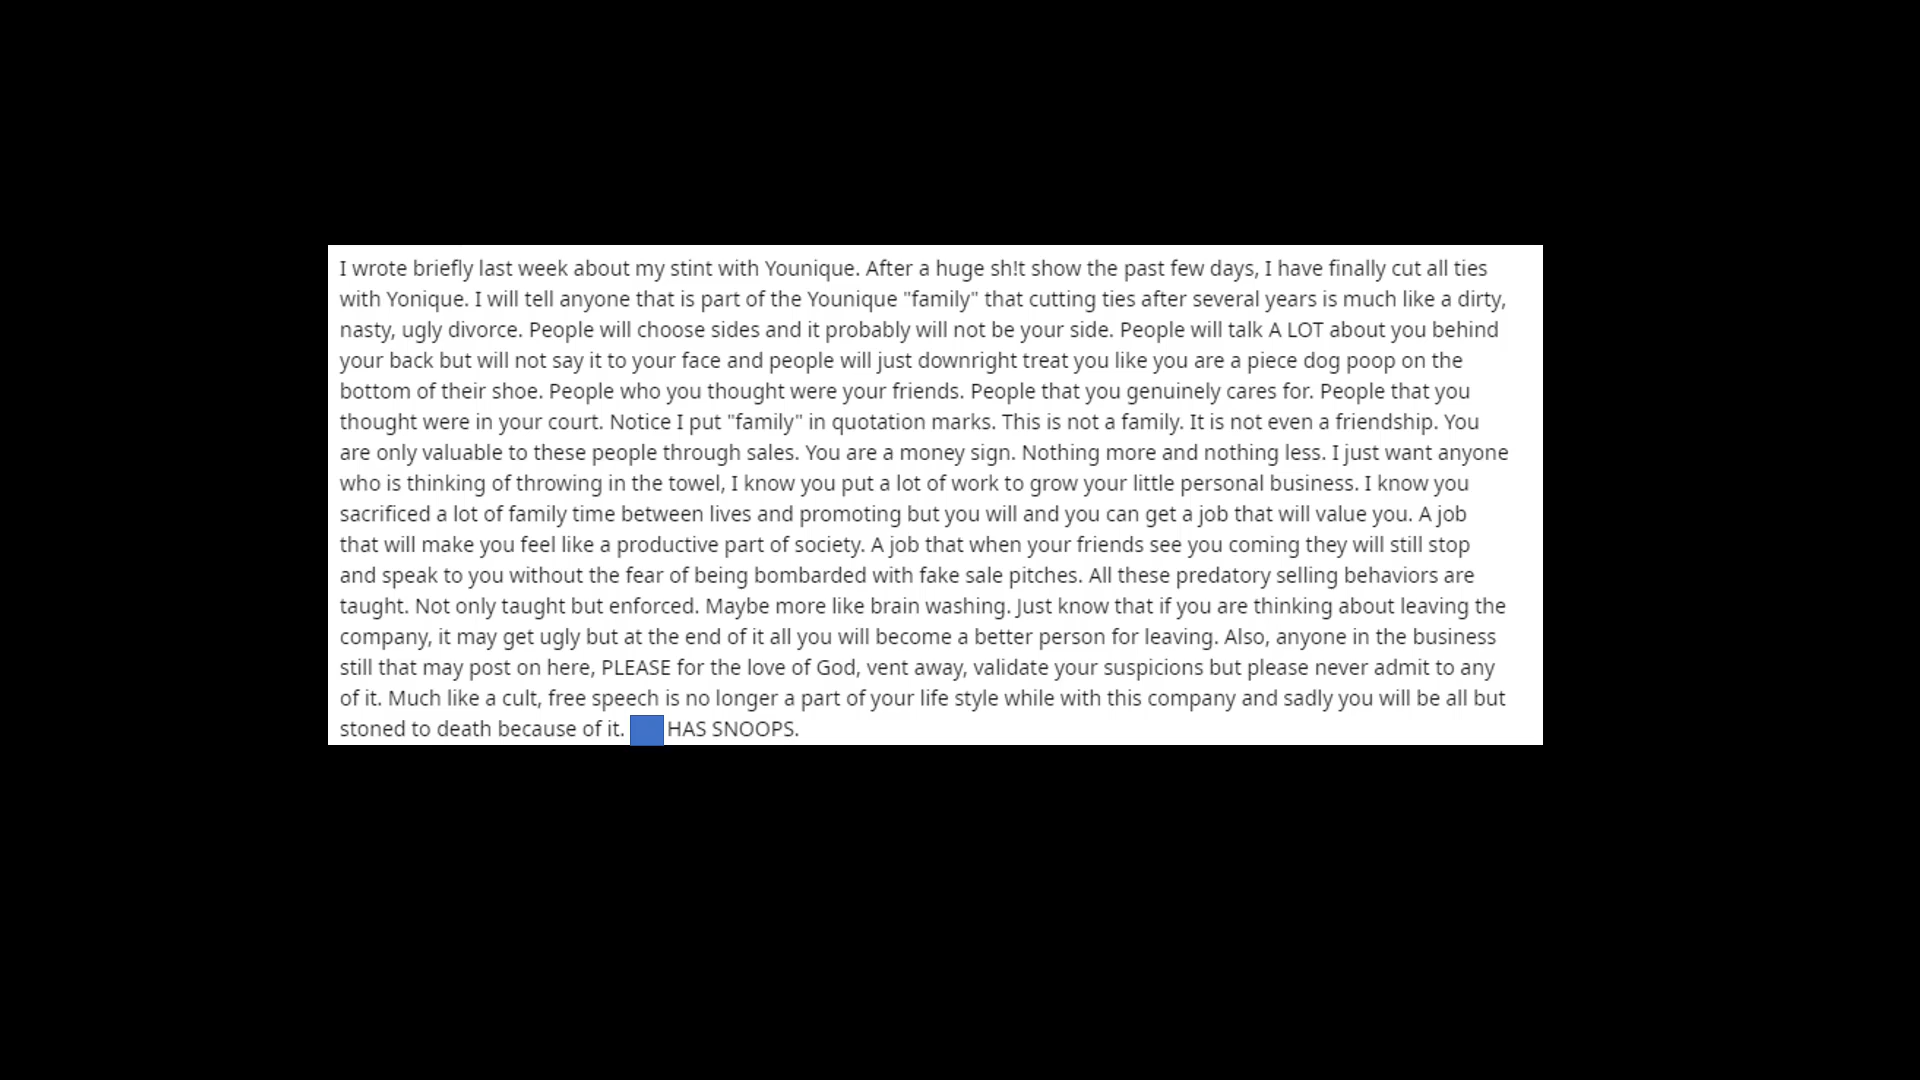 I wrote briefly last week about my stint with Younique. After a huge sh!t show the past few days, I have finally cut all ties
with Yonique. I will tell anyone that is part of the Younique "family" that cutting ties after several years is much like a dirty,
nasty, ugly divorce. People will choose sides and it probably will not be your side. People will talk A LOT about you behind
your back but will not say it to your face and people will just downright treat you like you are a piece dog poop on the
bottom of their shoe. People who you thought were your friends. People that you genuinely cares for. People that you
thought were in your court. Notice I put "family" in quotation marks. This is not a family. It is not even a friendship. You
are only valuable to these people through sales. You are a money sign. Nothing more and nothing less. I just want anyone
who is thinking of throwing in the towel, I know you put a lot of work to grow your little personal business. I know you
sacrificed a lot of family time between lives and promoting but you will and you can get a job that will value you. A job
that will make you feel like a productive part of society. A job that when your friends see you coming they will still stop
and speak to you without the fear of being bombarded with fake sale pitches. All these predatory selling behaviors are
taught. Not only taught but enforced. Maybe more like brain washing. Just know that if you are thinking about leaving the
company, it may get ugly but at the end of it all you will become a better person for leaving. Also, anyone in the business
still that may post on here, PLEASE for the love of God, vent away, validate your suspicions but please never admit to any
of it. Much like a cult, free speech is no longer a part of your life style while with this company and sadly you will be all but
stoned to death because of it. HAS SNOOPS.